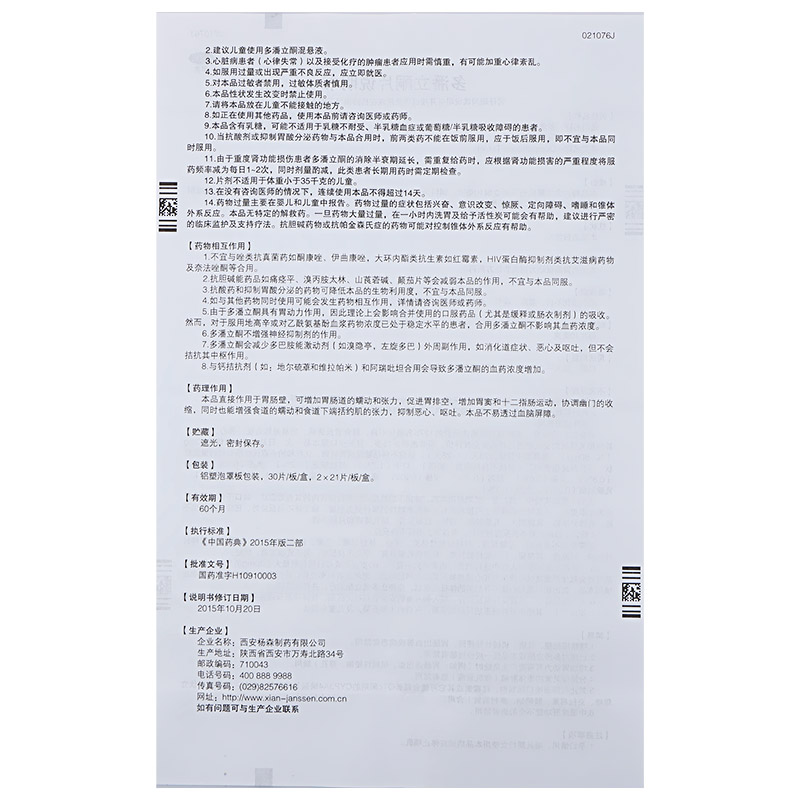 021076J
2.建议儿童使用多潘立酮混悬液。
3.心脏病患者（心律失常）以及接受化疗的肿瘤患者应用时需慎重，有可能加重心律紊乱。
4.如服用过量或出现严重不良反应，应立即就医。
5.对本品过敏者禁用，过敏体质者慎用。
6.本品性状发生改变时禁止使用。
7.请将本品放在儿童不能接触的地方。
8.如正在使用其他药品，使用本品前请咨询医师或药师。
9.本品含有乳糖，可能不适用于乳糖不耐受、半乳糖血症或葡萄糖/半乳糖吸收障碍的患者。
10.当抗酸剂或抑制胃酸分泌药物与本品合用时，前两类药不能在饭前服用，应于饭后服用，即不宜与本品同
时服用。
11.由于重度肾功能损伤患者多潘立酮的消除半衰期延长，需重复给药时，应根据肾功能损害的严重程度将服
药频率减为每日1~2次，同时剂量酌减，此类患者长期用药时需定期检查。
12.片剂不适用于体重小于35千克的儿童。
13.在没有咨询医师的情况下，连续使用本品不得超过14天。
14.药物过量主要在婴儿和儿童中报告。药物过量的症状包括兴奋、意识改变、惊厥、定向障碍、嗜睡和锥体
外系反应。本品无特定的解救药。一旦药物大量过量，在一小时内洗胃及给予活性炭可能会有帮助，建议进行严密
的临床监护及支持疗法。抗胆碱药物或抗帕金森氏症的药物可能对控制锥体外系反应有帮助。
【药物相互作用】
1.不宜与唑类抗真菌药如酮康唑、伊曲康唑，大环内酯类抗生素如红霉素，HIV蛋白酶抑制剂类抗艾滋病药物
及奈法唑酮等合用。
2.抗胆碱能药品如痛痉平、溴丙胺太林、山莨菪碱、颠茄片等会减弱本品的作用，不宜与本品同服。
3.抗酸药和抑制胃酸分泌的药物可降低本品的生物利用度，不宜与本品同服。
4.如与其他药物同时使用可能会发生药物相互作用，详情请咨询医师或药师。
5.由于多潘立酮具有胃动力作用，因此理论上会影响合并使用的口服药品（尤其是缓释或肠衣制剂）的吸收。
然而，对于服用地高辛或对乙酰氨基酚血浆药物浓度已处于稳定水平的患者，合用多潘立酮不影响其血药浓度。
6.多潘立酮不增强神经抑制剂的作用。
7.多潘立酮会减少多巴胺能激动剂（如溴隐亭，左旋多巴）外周副作用，如消化道症状、恶心及呕吐，但不会
拮抗其中枢作用。
8.与钙拮抗剂（如：地尔硫䓬和维拉帕米）和阿瑞吡坦合用会导致多潘立酮的血药浓度增加。
【药理作用】
本品直接作用于胃肠壁，可增加胃肠道的蠕动和张力，促进胃排空，增加胃窦和十二指肠运动，协调幽门的收
缩，同时也能增强食道的蠕动和食道下端括约肌的张力，抑制恶心、呕吐。本品不易透过血脑屏障。
【贮藏】
遮光，密封保存。
【包装】
铝塑泡罩板包装，30片/板/盒，2×21片/板/盒。
【有效期】
60个月
【执行标准】
《中国药典》2015年版二部
【批准文号】
国药准字H10910003
【说明书修订日期】
2015年10月20日
【生产企业】
企业名称：西安杨森制药有限公司
生产地址：陕西省西安市万寿北路34号
邮政编码：710043
电话号码：400 888 9988
传真号码：(029)82576616
网址：http://www.xian-janssen.com.cn
如有问题可与生产企业联系